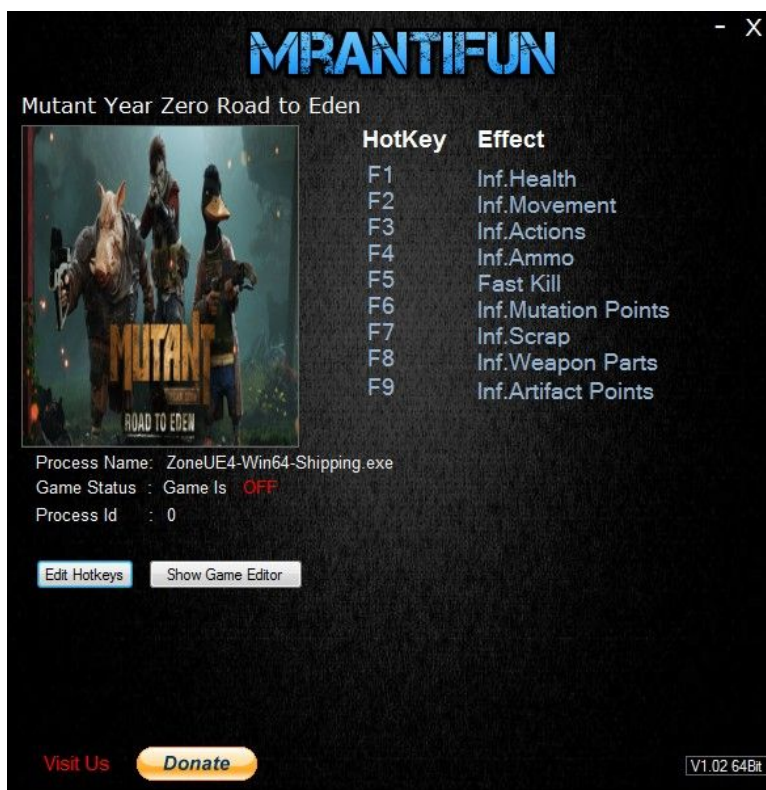 MRANTIFUN
- X
Mutant Year Zero Road to Eden
HotKey Effect
F1 Inf.Health
F2 Inf.Movement
F3 Inf.Actions
F4 Inf.Ammo
F5 Fast Kill
F6 Inf.Mutation Points
F7 Inf.Scrap
F8 Inf.Weapon Parts
F9 Inf.Artifact Points
MUTANT
ROAD TO EDEN
Process Name: ZoneUE4-Win64-Shipping.exe
Game Status : Game Is OFF
Process Id : 0
Edit Hotkeys Show Game Editor
Visit Us Donate V1.02 64Bit